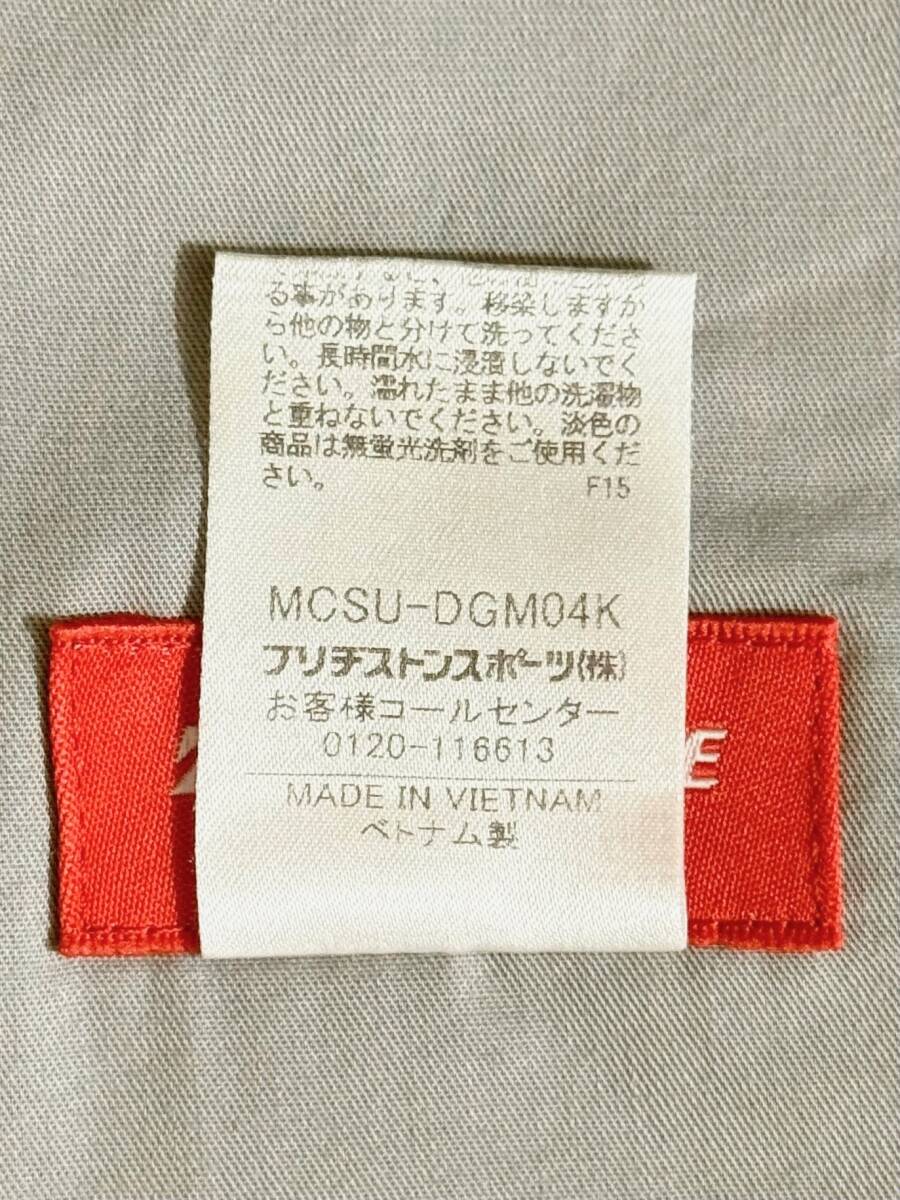 る事があります。移染しますか
ら他の物と分けて洗ってくださ
い。長時間水に浸漬しないでく
ださい。濡れたまま他の洗濯物
と重ねないでください。淡色の
商品は無蛍光洗剤をご使用くだ
さい。 F15
MCSU-DGM04K
ブリヂストンスポーツ(株)
お客様コールセンター
0120-116613
MADE IN VIETNAM
ベトナム製